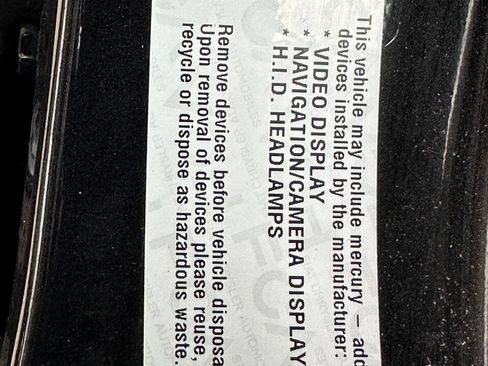 This vehicle may include mercury – add
devices installed by the manufacturer:
* VIDEO DISPLAY
* NAVIGATION/CAMERA DISPLAY
* H.I.D. HEADLAMPS
Remove devices before vehicle disposa
Upon removal of devices please reuse,
recycle or dispose as hazardous waste.